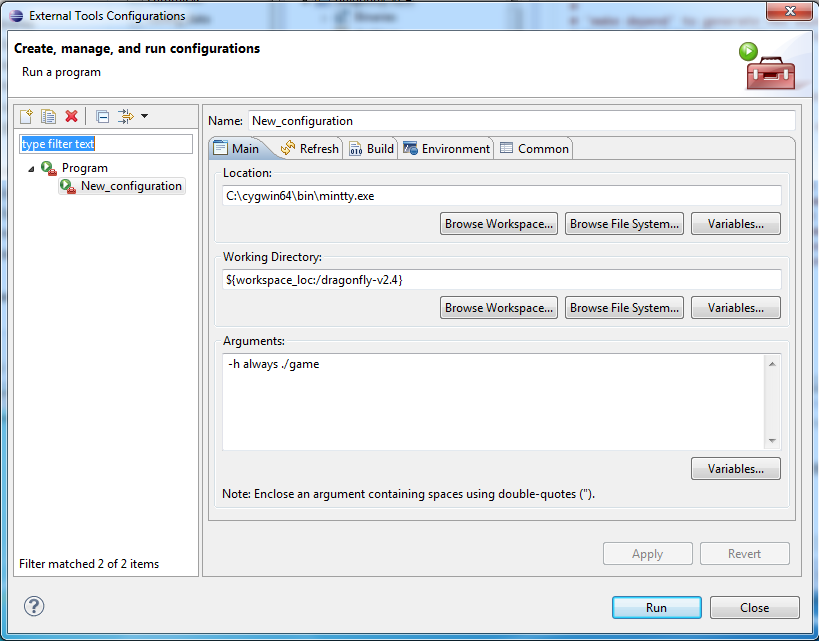 External Tools Configurations
Create, manage, and run configurations
Run a program
Name: New_configuration
type filter text
Program
New_configuration
Filter matched 2 of 2 items
Main Refresh Build Environment Common
Location:
C:\cygwin64\bin\mintty.exe
Browse Workspace... Browse File System... Variables...
Working Directory:
${workspace_loc:/dragonfly-v2.4}
Browse Workspace... Browse File System... Variables...
Arguments:
-h always ./game
Variables...
Note: Enclose an argument containing spaces using double-quotes (").
Apply Revert
Run Close